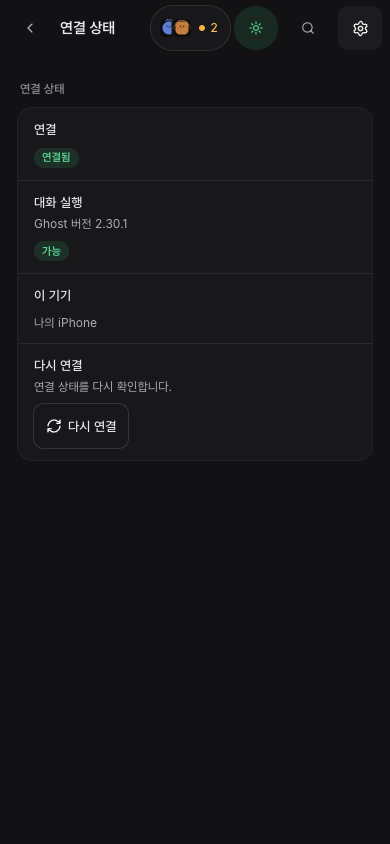 연결 상태
2
연결 상태
연결
연결됨
대화 실행
Ghost 버전 2.30.1
가능
이 기기
나의 iPhone
다시 연결
연결 상태를 다시 확인합니다.
다시 연결